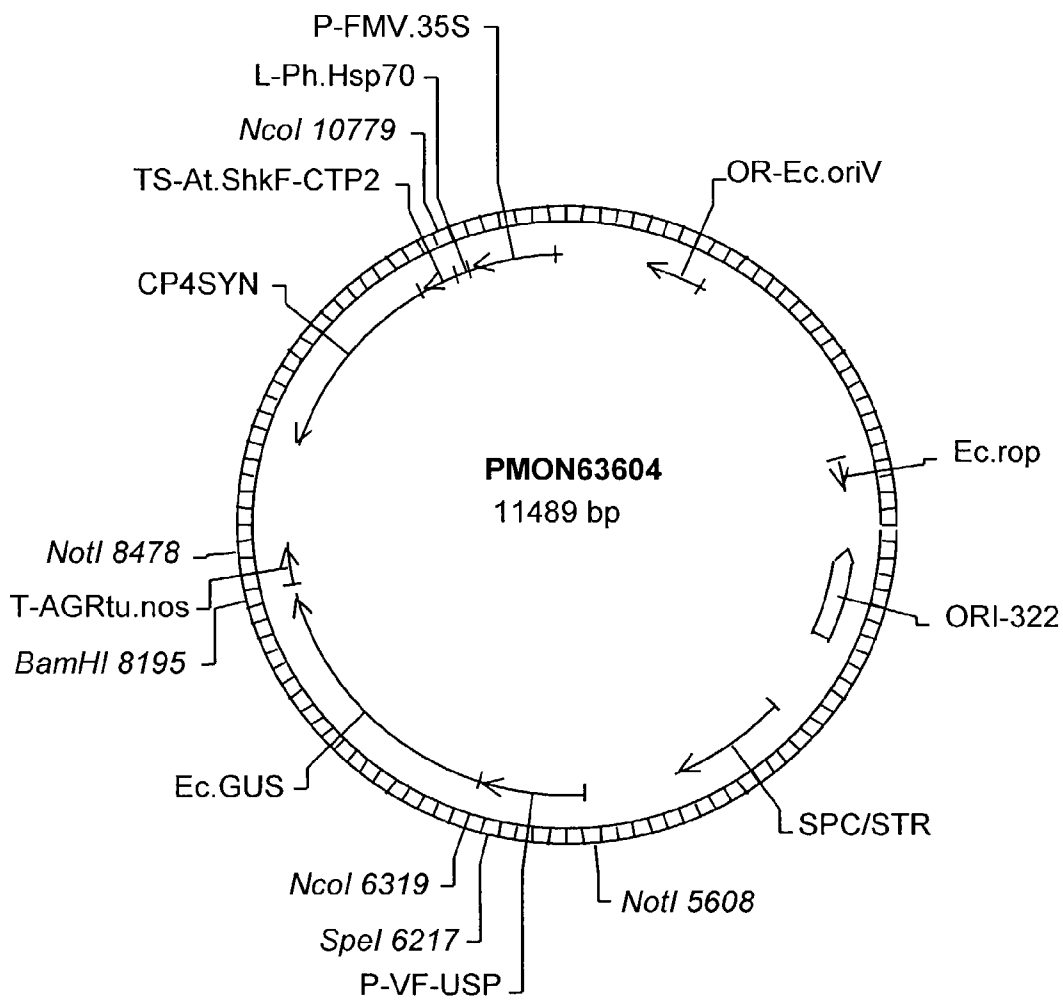 P-FMV.35S
L-Ph.Hsp70
NcoI 10779
TS-At.ShkF-CTP2
OR-Ec.oriV
CP4SYN
Ec.rop
PMON63604
11489 bp
NotI 8478
T-AGRtu.nos
ORI-322
BamHI 8195
Ec.GUS
SPC/STR
NcoI 6319
NotI 5608
SpeI 6217
P-VF-USP